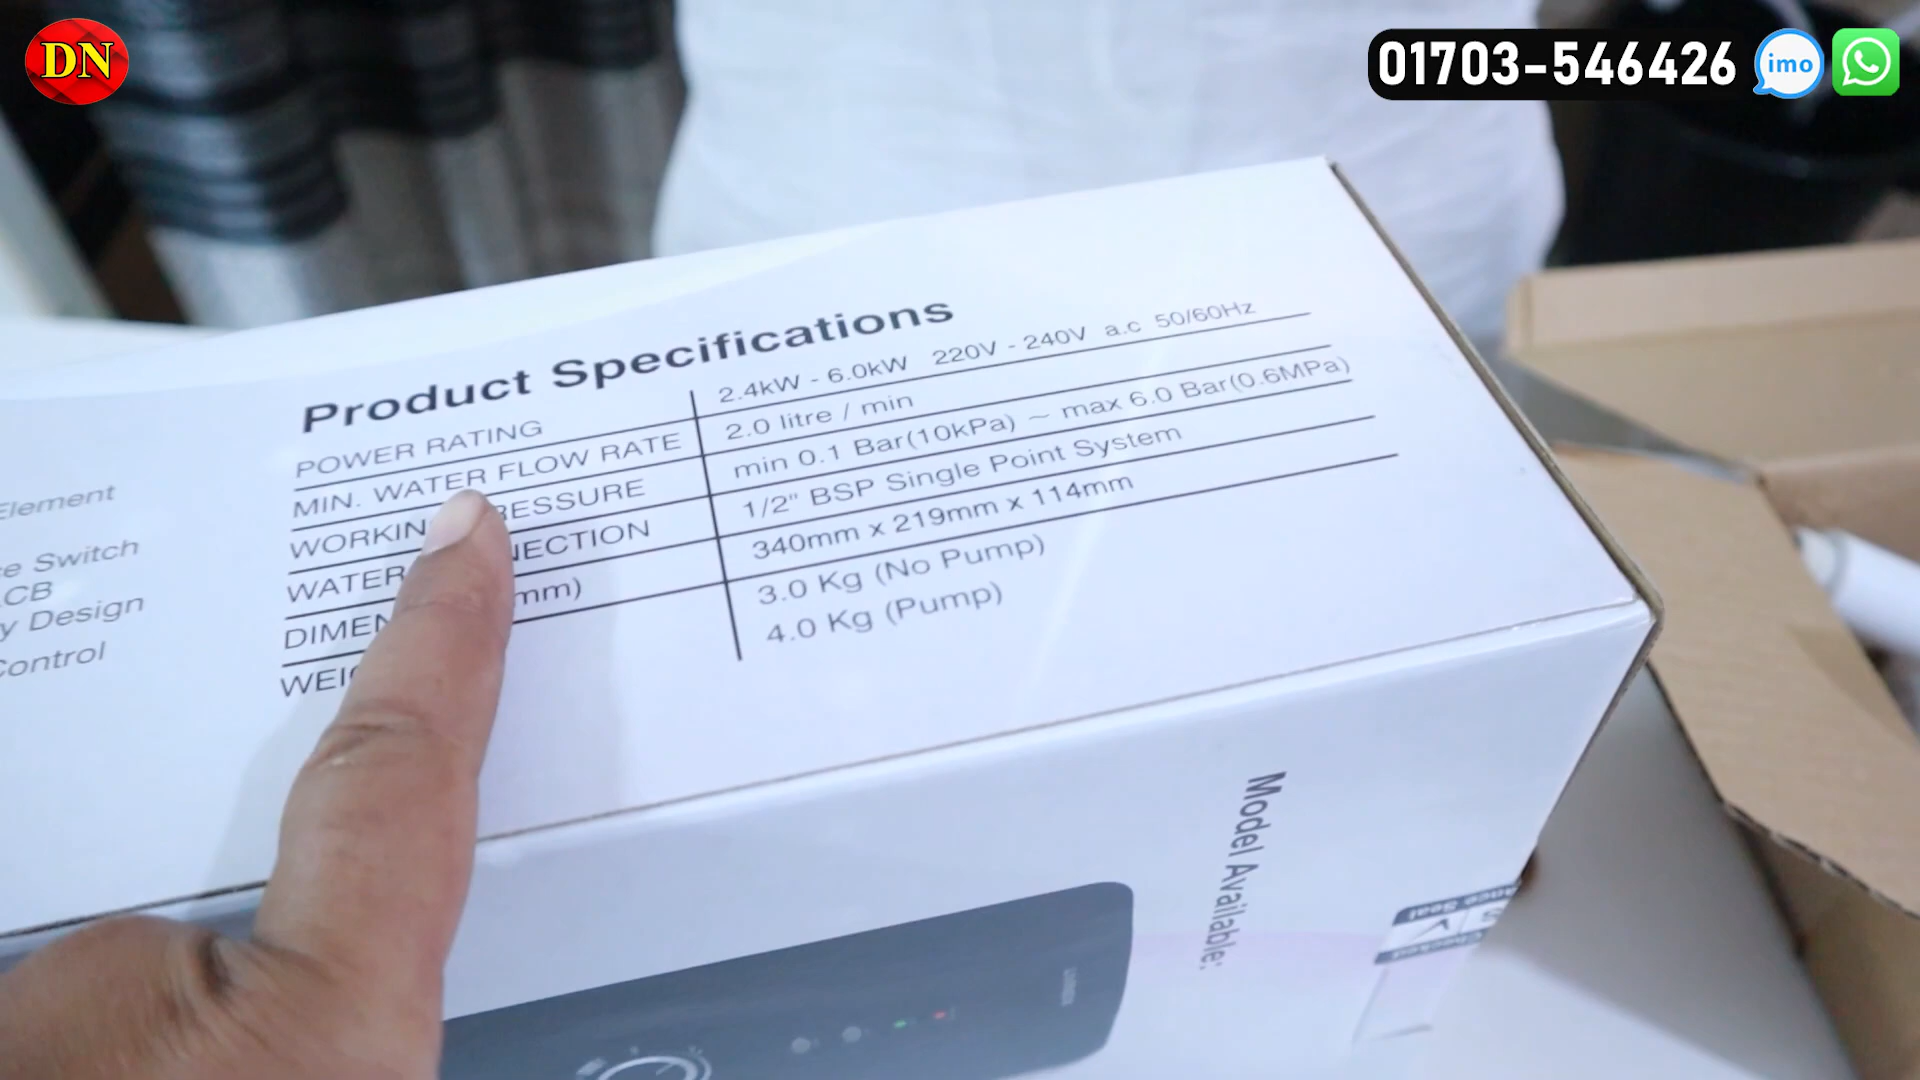 DN
01703-546426
imo
Product Specifications
POWER RATING 2.4kW - 6.0kW 220V - 240V a.c 50/60Hz
MIN. WATER FLOW RATE 2.0 litre / min
WORKIN RESSURE min 0.1 Bar(10kPa) ~ max 6.0 Bar(0.6MPa)
WATER NECTION 1/2" BSP Single Point System
DIMEN mm) 340mm x 219mm x 114mm
WEI 3.0 Kg (No Pump)
4.0 Kg (Pump)
Element
ce Switch
CB
y Design
Control
Model Available: